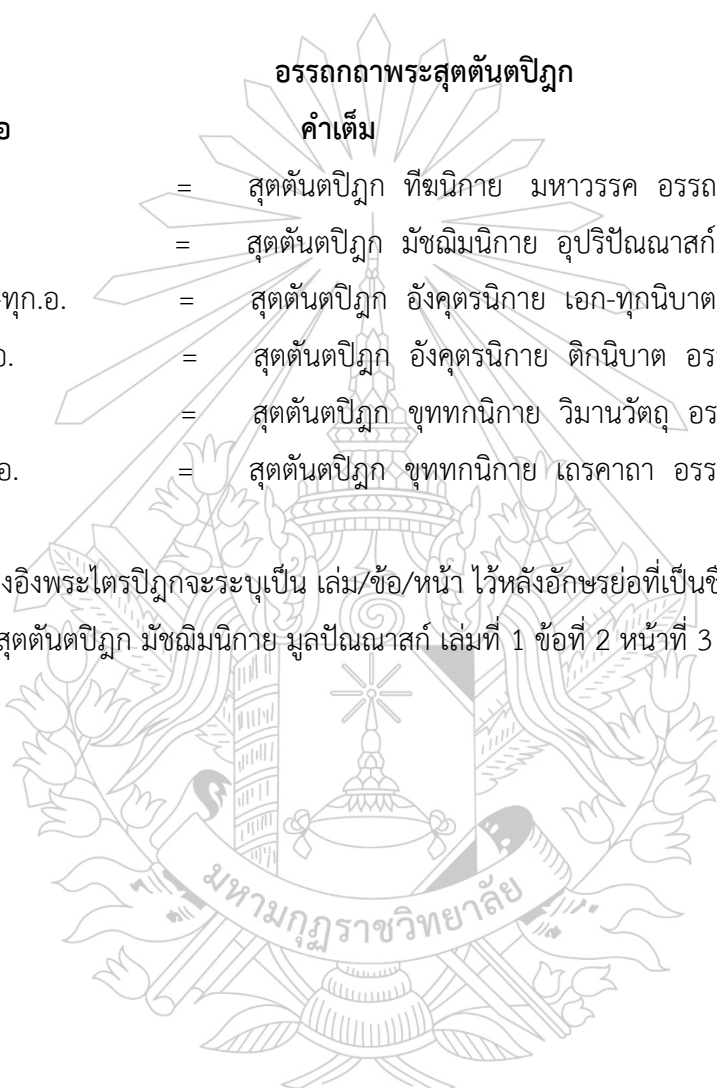 อรรถกถาพระสุตตันตปิฎก
อ คำเต็ม
= สุตตันตปิฎก ทีฆนิกาย มหาวรรค อรรถ
= สุตตันตปิฎก มัชฌิมนิกาย อุปริปัณณาสก์
ทุก.อ. = สุตตันตปิฎก อังคุตรนิกาย เอก-ทุกนิบาต
อ. = สุตตันตปิฎก อังคุตรนิกาย ติกนิบาต อร
= สุตตันตปิฎก ขุททกนิกาย วิมานวัตถุ อร
อ. = สุตตันตปิฎก ขุททกนิกาย เถรคาถา อรร
งอิงพระไตรปิฎกจะระบุเป็น เล่ม/ข้อ/หน้า ไว้หลังอักษรย่อที่เป็นชื
สุตตันตปิฎก มัชฌิมนิกาย มูลปัณณาสก์ เล่มที่ 1 ข้อที่ 2 หน้าที่ 3
มหามกุฏราชวิทยาลัย